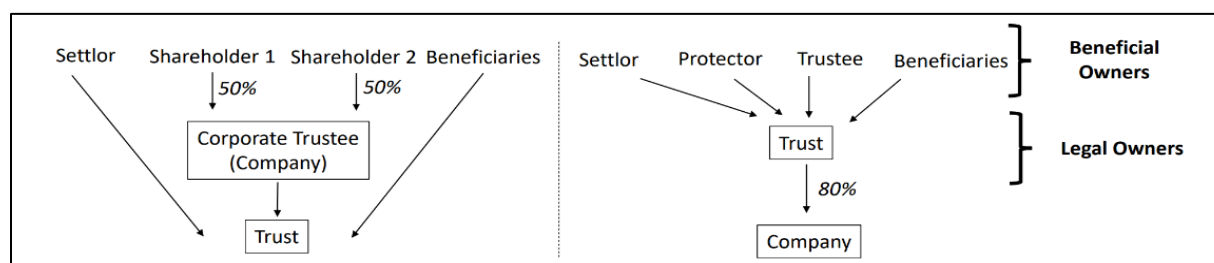 Settlor Shareholder 1 Shareholder 2 Beneficiaries
50% 50%
Corporate Trustee
(Company)
Trust
Settlor Protector Trustee Beneficiaries
Trust
80%
Company
Beneficial
Owners
Legal Owners